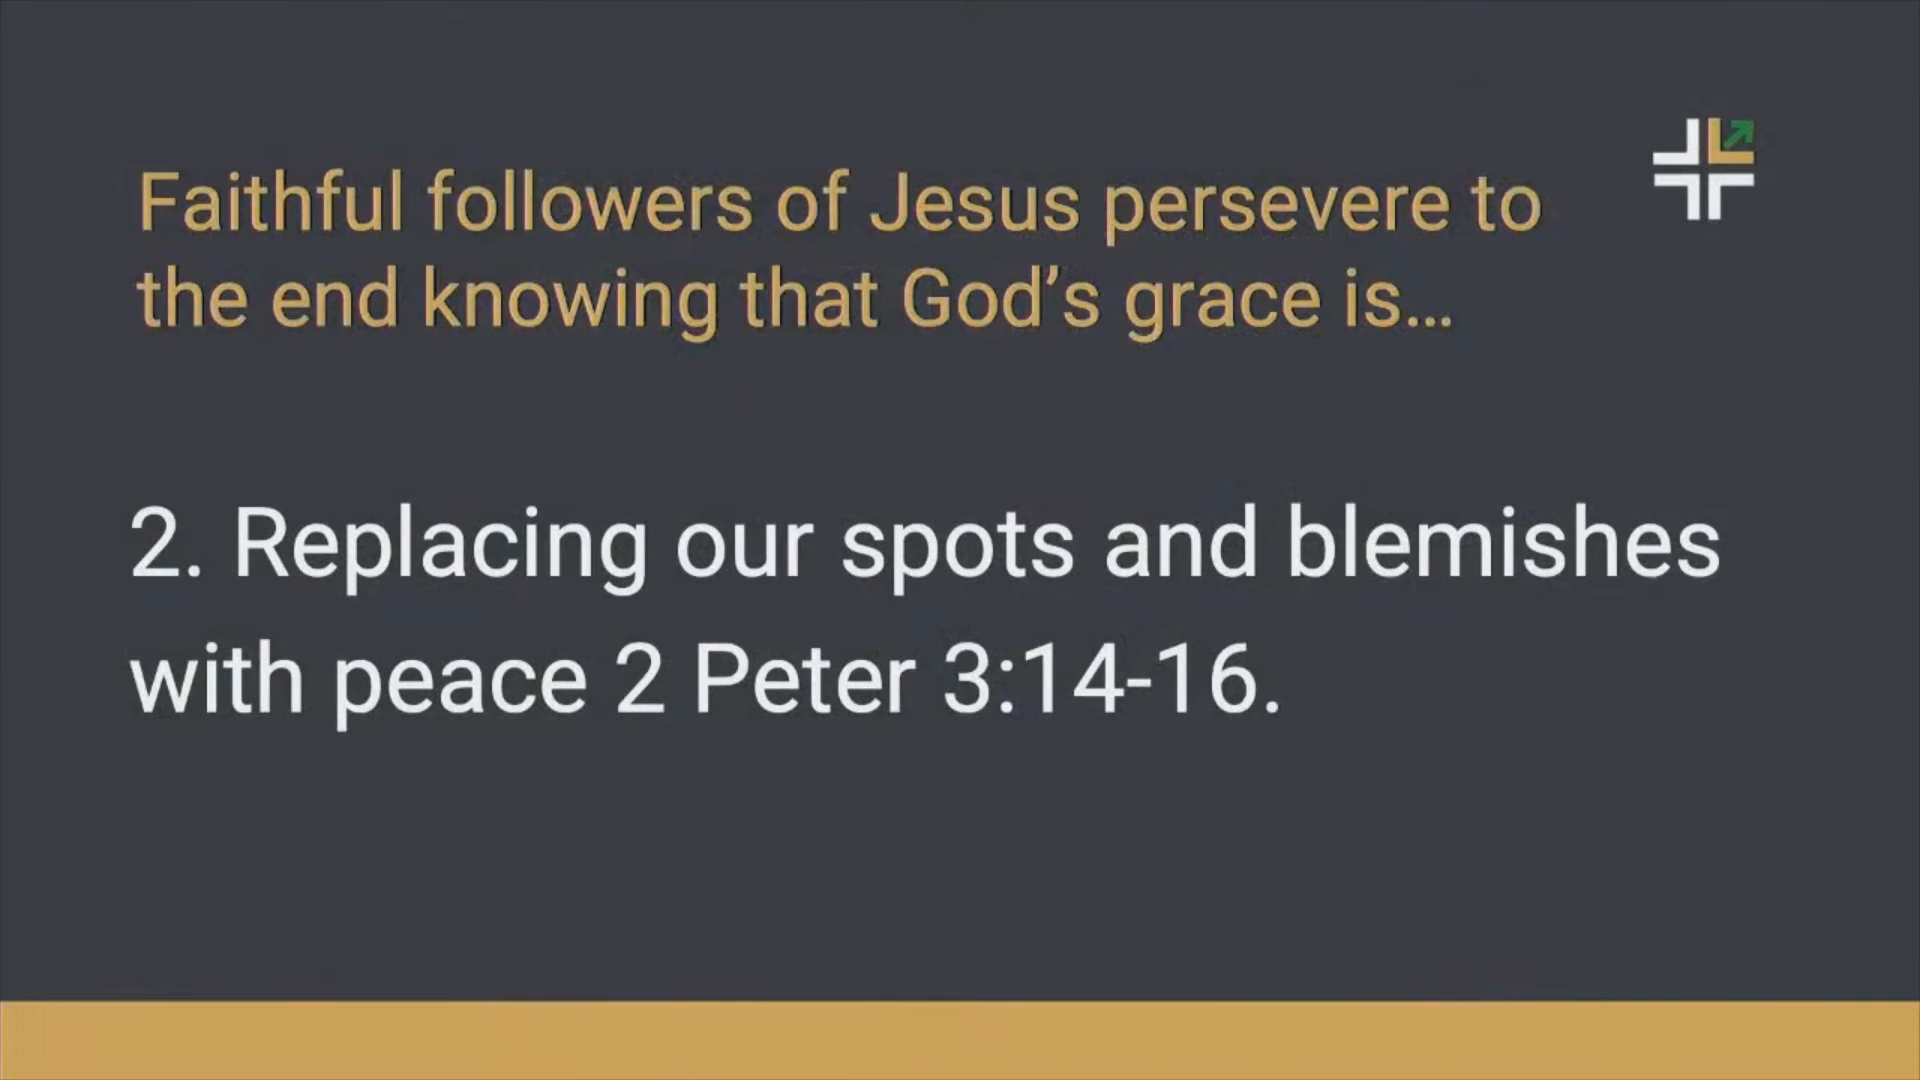 Faithful followers of Jesus persevere to
the end knowing that God’s grace is…
2. Replacing our spots and blemishes
with peace 2 Peter 3:14-16.